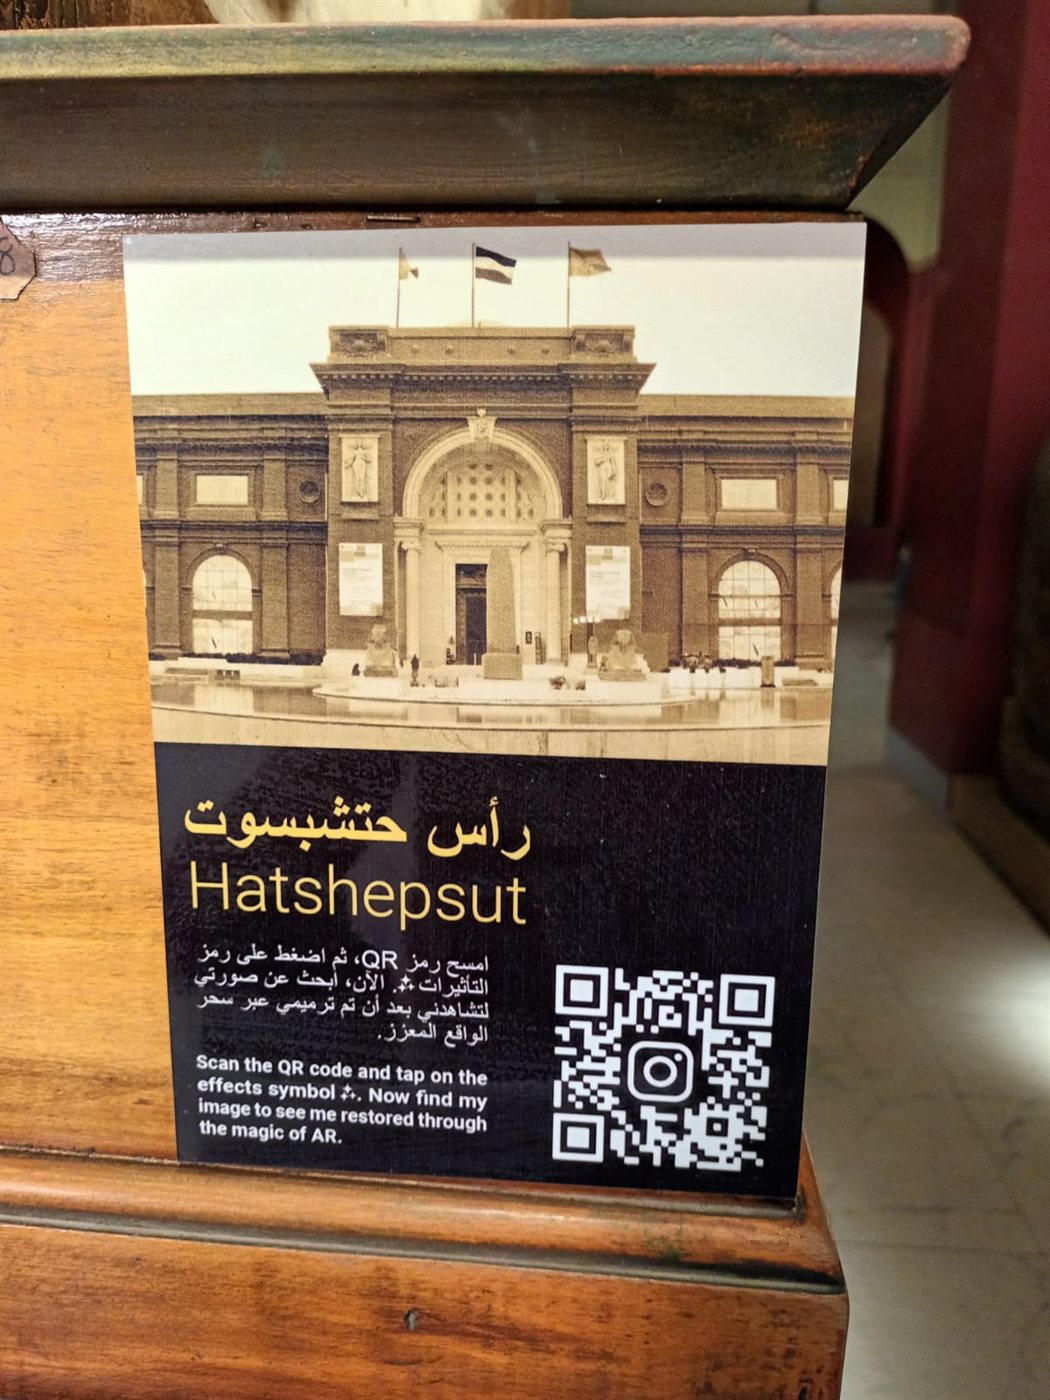 8
رأس حتشبسوت
Hatshepsut
امسح رمز QR، ثم اضغط على رمز
التأثيرات. الآن، ابحث عن صورتي
لتشاهدني بعد أن تم ترميمي عبر سحر
الواقع المعزز.
Scan the QR code and tap on the
effects symbol. Now find my
image to see me restored through
the magic of AR.